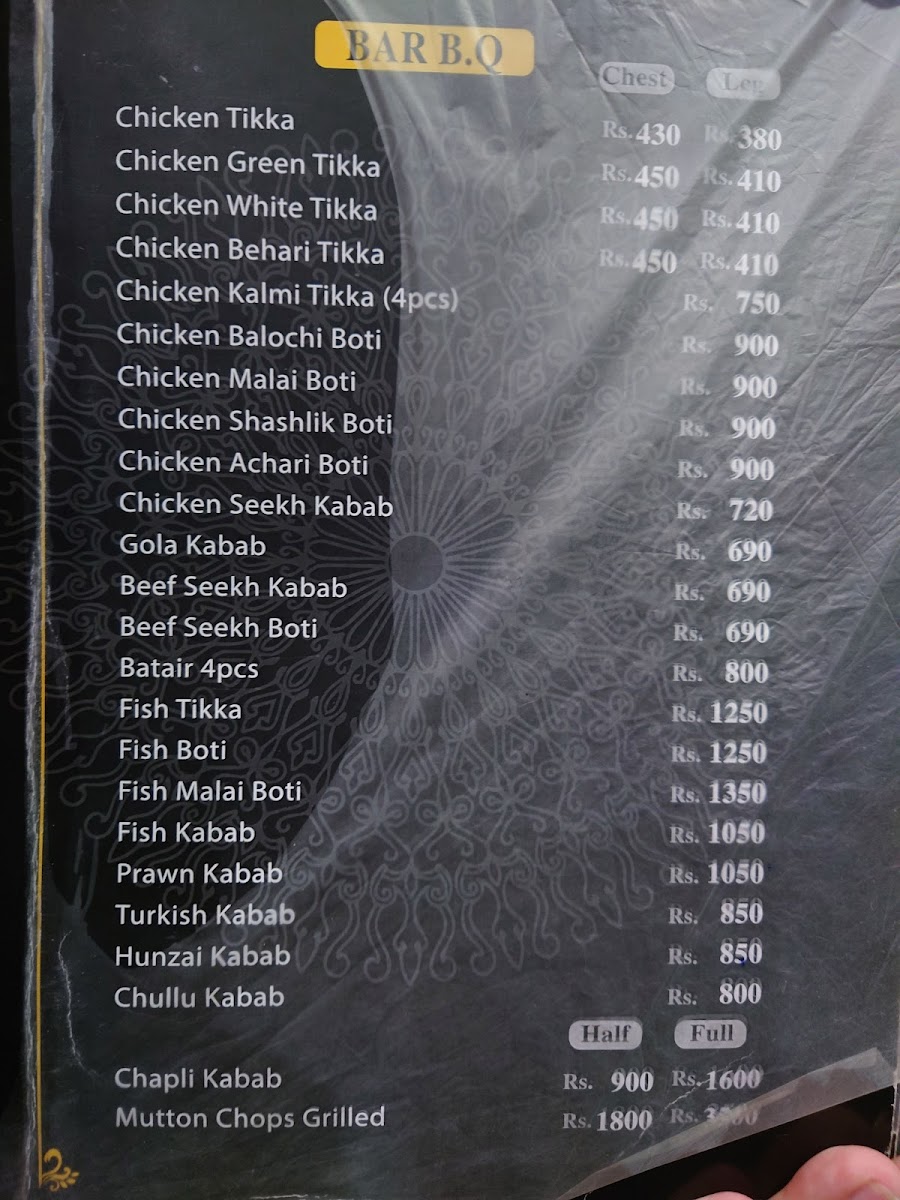 BAR B.Q
Chest Leg
Chicken Tikka Rs. 430 Rs. 380
Chicken Green Tikka Rs. 450 Rs. 410
Chicken White Tikka Rs. 450 Rs. 410
Chicken Behari Tikka Rs. 450 Rs. 410
Chicken Kalmi Tikka (4pcs) Rs. 750
Chicken Balochi Boti Rs. 900
Chicken Malai Boti Rs. 900
Chicken Shashlik Boti Rs. 900
Chicken Achari Boti Rs. 900
Chicken Seekh Kabab Rs. 720
Gola Kabab Rs. 690
Beef Seekh Kabab Rs. 690
Beef Seekh Boti Rs. 690
Batair 4pcs Rs. 800
Fish Tikka Rs. 1250
Fish Boti Rs. 1250
Fish Malai Boti Rs. 1350
Fish Kabab Rs. 1050
Prawn Kabab Rs. 1050
Turkish Kabab Rs. 850
Hunzai Kabab Rs. 850
Chullu Kabab Rs. 800
Half Full
Chapli Kabab Rs. 900 Rs. 1600
Mutton Chops Grilled Rs. 1800 Rs.